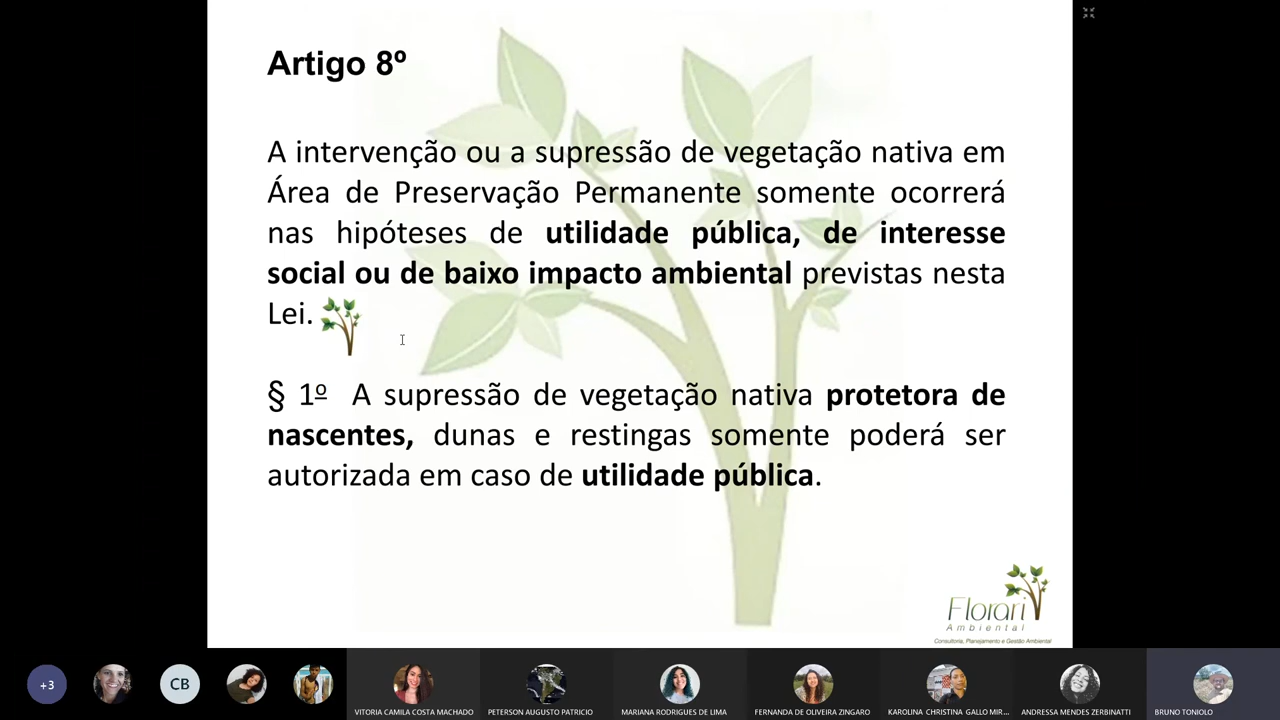 Artigo 8º
A intervenção ou a supressão de vegetação nativa em
Área de Preservação Permanente somente ocorrerá
nas hipóteses de utilidade pública, de interesse
social ou de baixo impacto ambiental previstas nesta
Lei.
§ 1º A supressão de vegetação nativa protetora de
nascentes, dunas e restingas somente poderá ser
autorizada em caso de utilidade pública.
Florari
Ambiental
Consultoria, Planejamento e Gestão Ambiental
+3
CB
VITORIA CAMILA COSTA MACHADO
PETERSON AUGUSTO PATRICIO
MARIANA RODRIGUES DE LIMA
FERNANDA DE OLIVEIRA ZINGARO
KAROLINA CHRISTINA GALLO MIR...
ANDRESSA MENDES ZERBINATTI
BRUNO TONIOLO